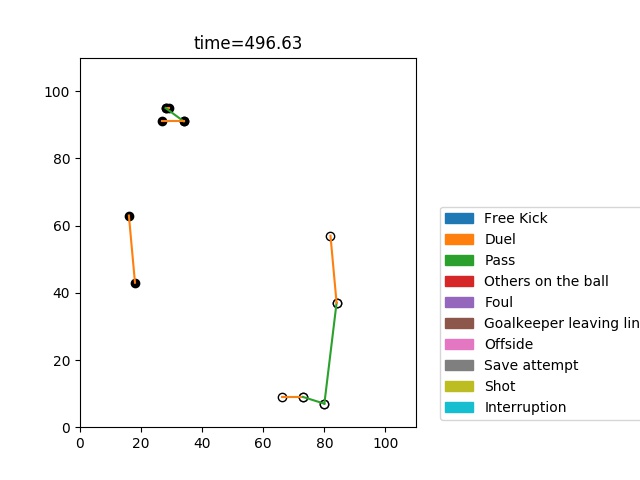 time=496.63
100
80
60
40
20
0
0 20 40 60 80 100
Free Kick
Duel
Pass
Others on the ball
Foul
Goalkeeper leaving lin
Offside
Save attempt
Shot
Interruption